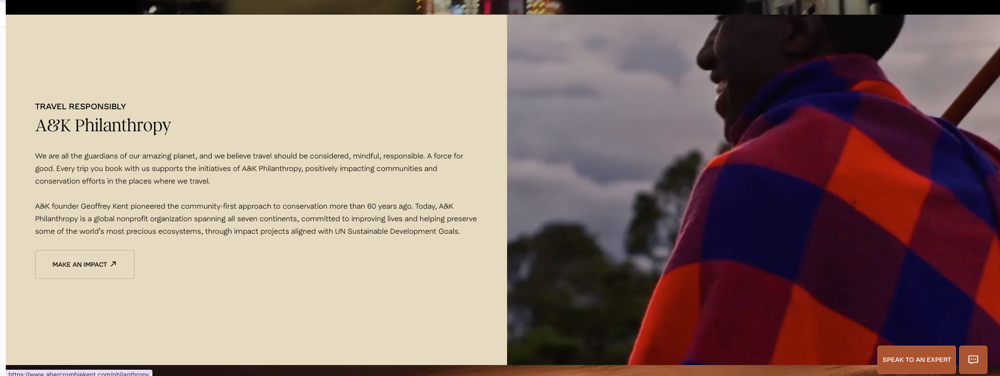 TRAVEL RESPONSIBLY
A&K Philanthropy
We are all the guardians of our amazing planet, and we believe travel should be considered, mindful, responsible. A force for
good. Every trip you book with us supports the initiatives of A&K Philanthropy, positively impacting communities and
conservation efforts in the places where we travel.
A&K founder Geoffrey Kent pioneered the community-first approach to conservation more than 60 years ago. Today, A&K
Philanthropy is a global nonprofit organization spanning all seven continents, committed to improving lives and helping preserve
some of the world's most precious ecosystems, through impact projects aligned with UN Sustainable Development Goals.
MAKE AN IMPACT
SPEAK TO AN EXPERT
https://www.abercrombiekent.com/philanthropy